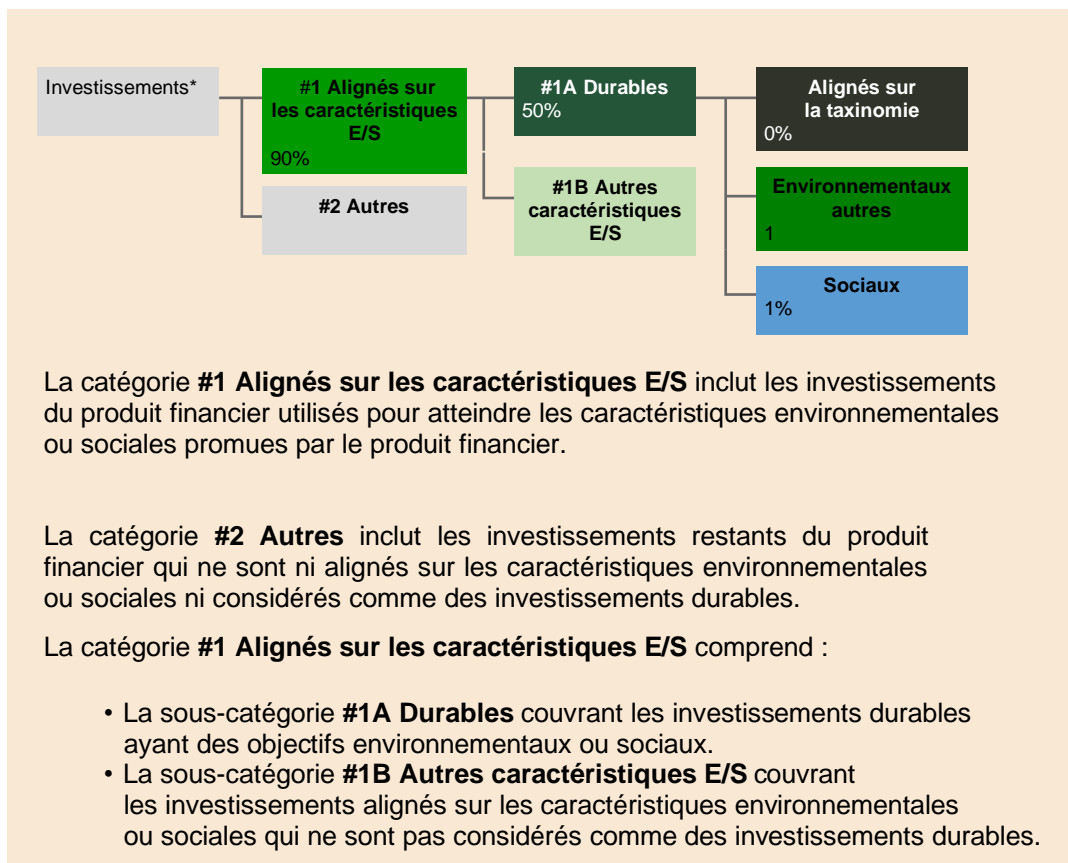 Investissements*
#1 Alignés sur
les caractéristiques
E/S
90%
#2 Autres
#1A Durables
50%
#1B Autres
caractéristiques
E/S
Alignés sur
la taxinomie
0%
Environnementaux
autres
1
Sociaux
1%
La catégorie #1 Alignés sur les caractéristiques E/S inclut les investissements
du produit financier utilisés pour atteindre les caractéristiques environnementales
ou sociales promues par le produit financier.
La catégorie #2 Autres inclut les investissements restants du produit
financier qui ne sont ni alignés sur les caractéristiques environnementales
ou sociales ni considérés comme des investissements durables.
La catégorie #1 Alignés sur les caractéristiques E/S comprend :
• La sous-catégorie #1A Durables couvrant les investissements durables
ayant des objectifs environnementaux ou sociaux.
• La sous-catégorie #1B Autres caractéristiques E/S couvrant
les investissements alignés sur les caractéristiques environnementales
ou sociales qui ne sont pas considérés comme des investissements durables.